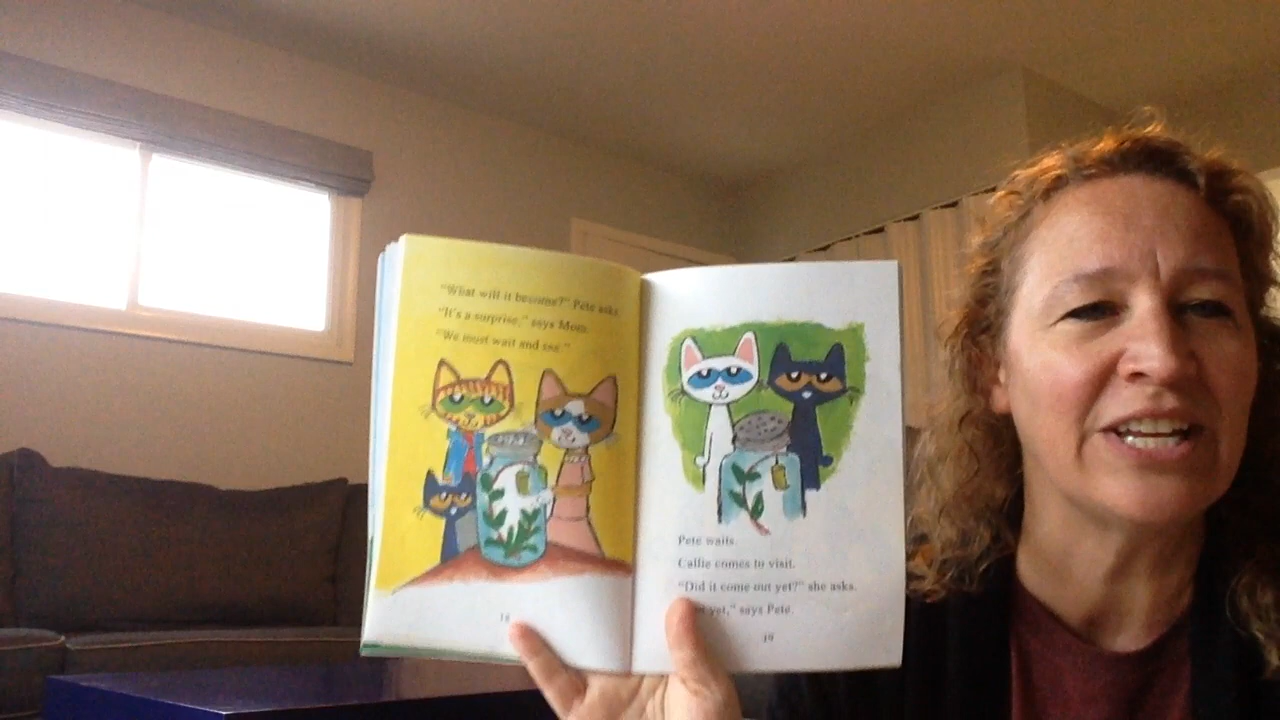 "What will it become?" Pete asks.
"It's a surprise," says Mom.
"We must wait and see."
18
Pete waits.
Callie comes to visit.
"Did it come out yet?" she asks.
yet," says Pete.
19